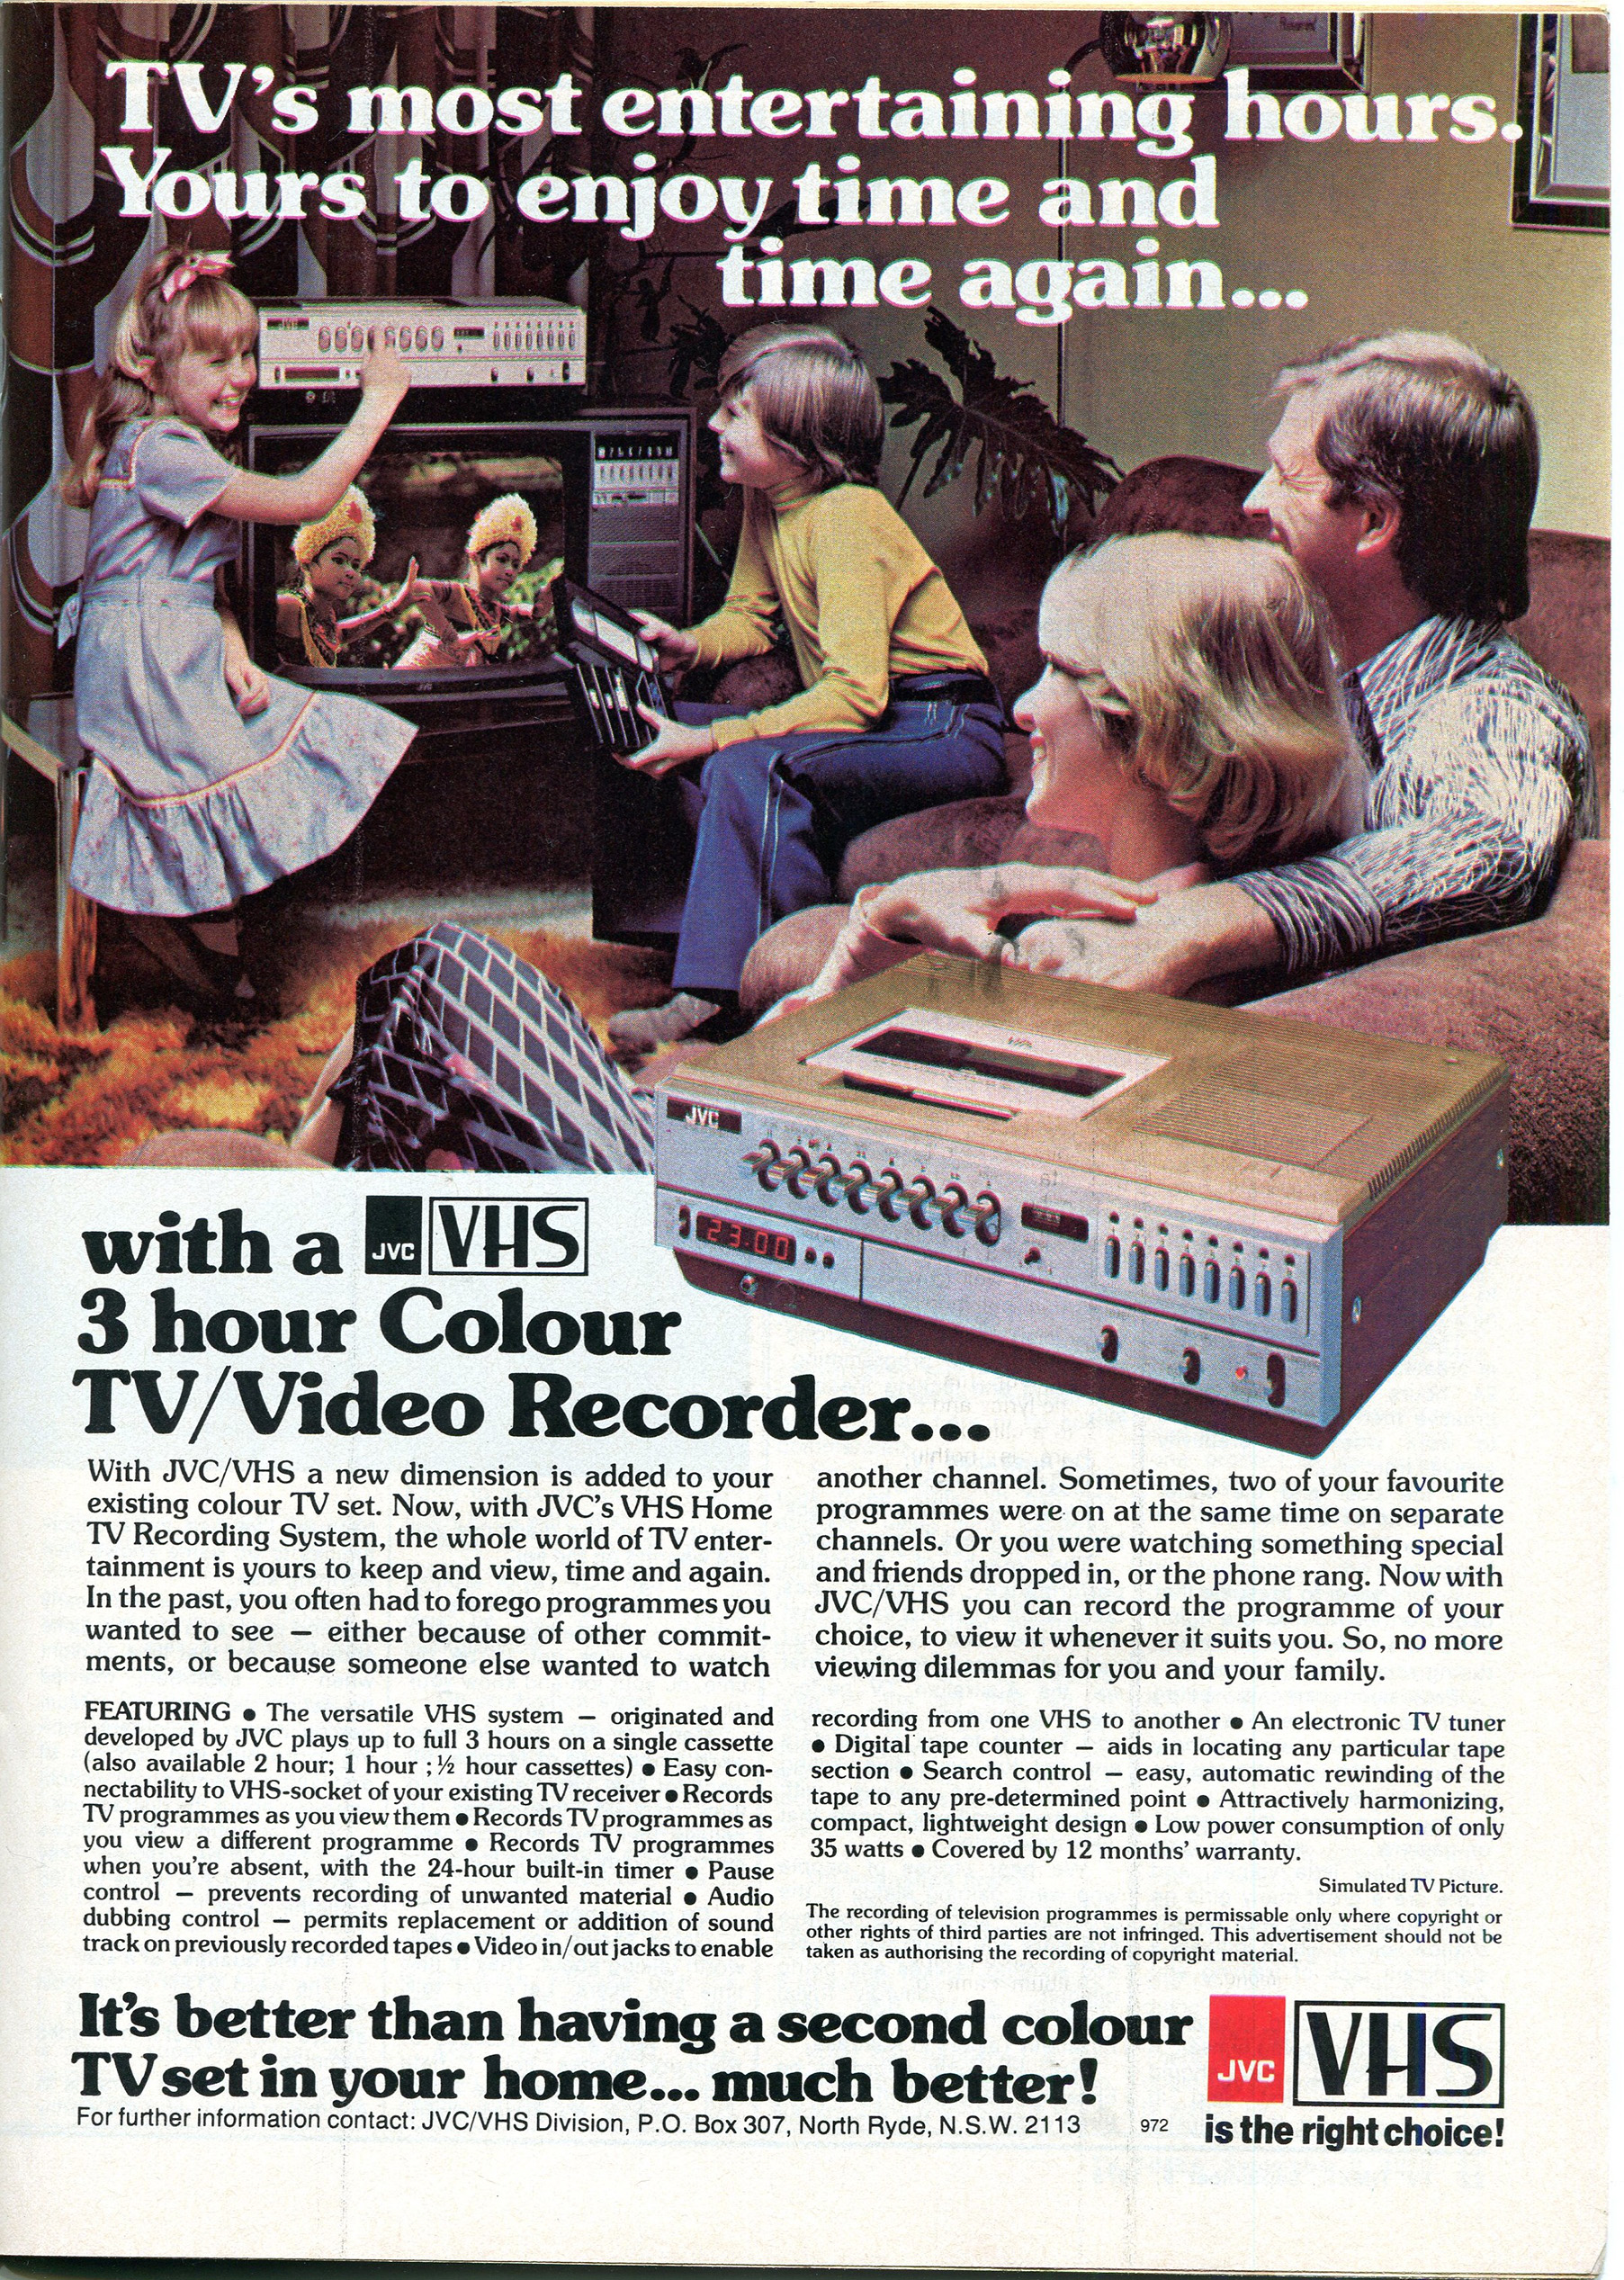 TV's most entertaining hours.
Yours to enjoy time and
time again...
JVC
JVC
JVC
23:00
with a JVC VHS
3 hour Colour
TV/Video Recorder...
With JVC/VHS a new dimension is added to your
existing colour TV set. Now, with JVC's VHS Home
TV Recording System, the whole world of TV enter-
tainment is yours to keep and view, time and again.
In the past, you often had to forego programmes you
wanted to see — either because of other commit-
ments, or because someone else wanted to watch
another channel. Sometimes, two of your favourite
programmes were on at the same time on separate
channels. Or you were watching something special
and friends dropped in, or the phone rang. Now with
JVC/VHS you can record the programme of your
choice, to view it whenever it suits you. So, no more
viewing dilemmas for you and your family.
FEATURING ● The versatile VHS system — originated and
developed by JVC plays up to full 3 hours on a single cassette
(also available 2 hour; 1 hour ; ½ hour cassettes) ● Easy con-
nectability to VHS-socket of your existing TV receiver ● Records
TV programmes as you view them ● Records TV programmes as
you view a different programme ● Records TV programmes
when you're absent, with the 24-hour built-in timer ● Pause
control — prevents recording of unwanted material ● Audio
dubbing control — permits replacement or addition of sound
track on previously recorded tapes ● Video in/out jacks to enable
recording from one VHS to another ● An electronic TV tuner
● Digital tape counter — aids in locating any particular tape
section ● Search control — easy, automatic rewinding of the
tape to any pre-determined point ● Attractively harmonizing,
compact, lightweight design ● Low power consumption of only
35 watts ● Covered by 12 months' warranty.
Simulated TV Picture.
The recording of television programmes is permissable only where copyright or
other rights of third parties are not infringed. This advertisement should not be
taken as authorising the recording of copyright material.
It's better than having a second colour
TV set in your home... much better!
For further information contact: JVC/VHS Division, P.O. Box 307, North Ryde, N.S.W. 2113
972
JVC VHS
is the right choice!